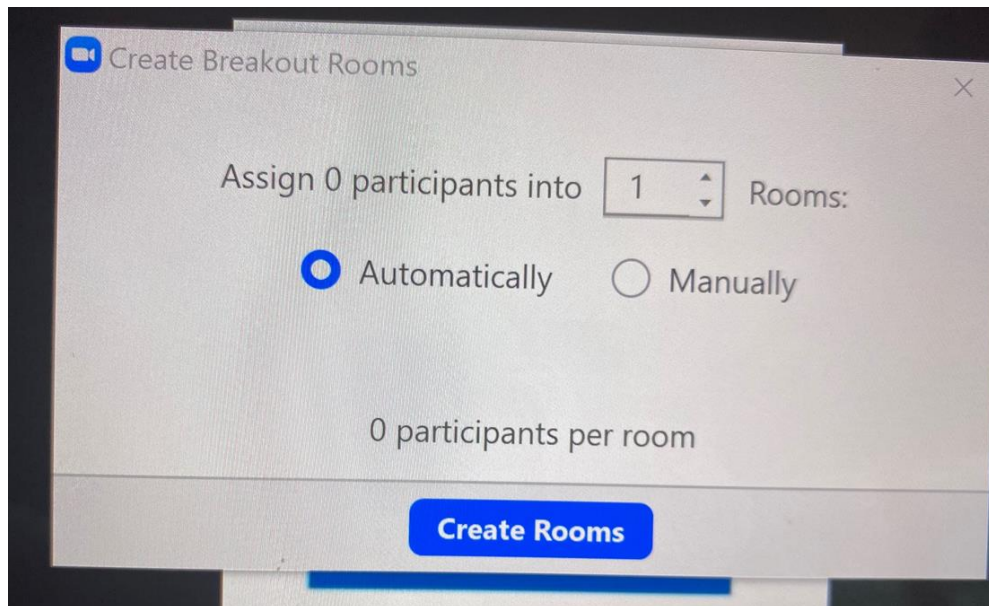 Create Breakout Rooms
Assign 0 participants into 1 Rooms:
Automatically Manually
0 participants per room
Create Rooms